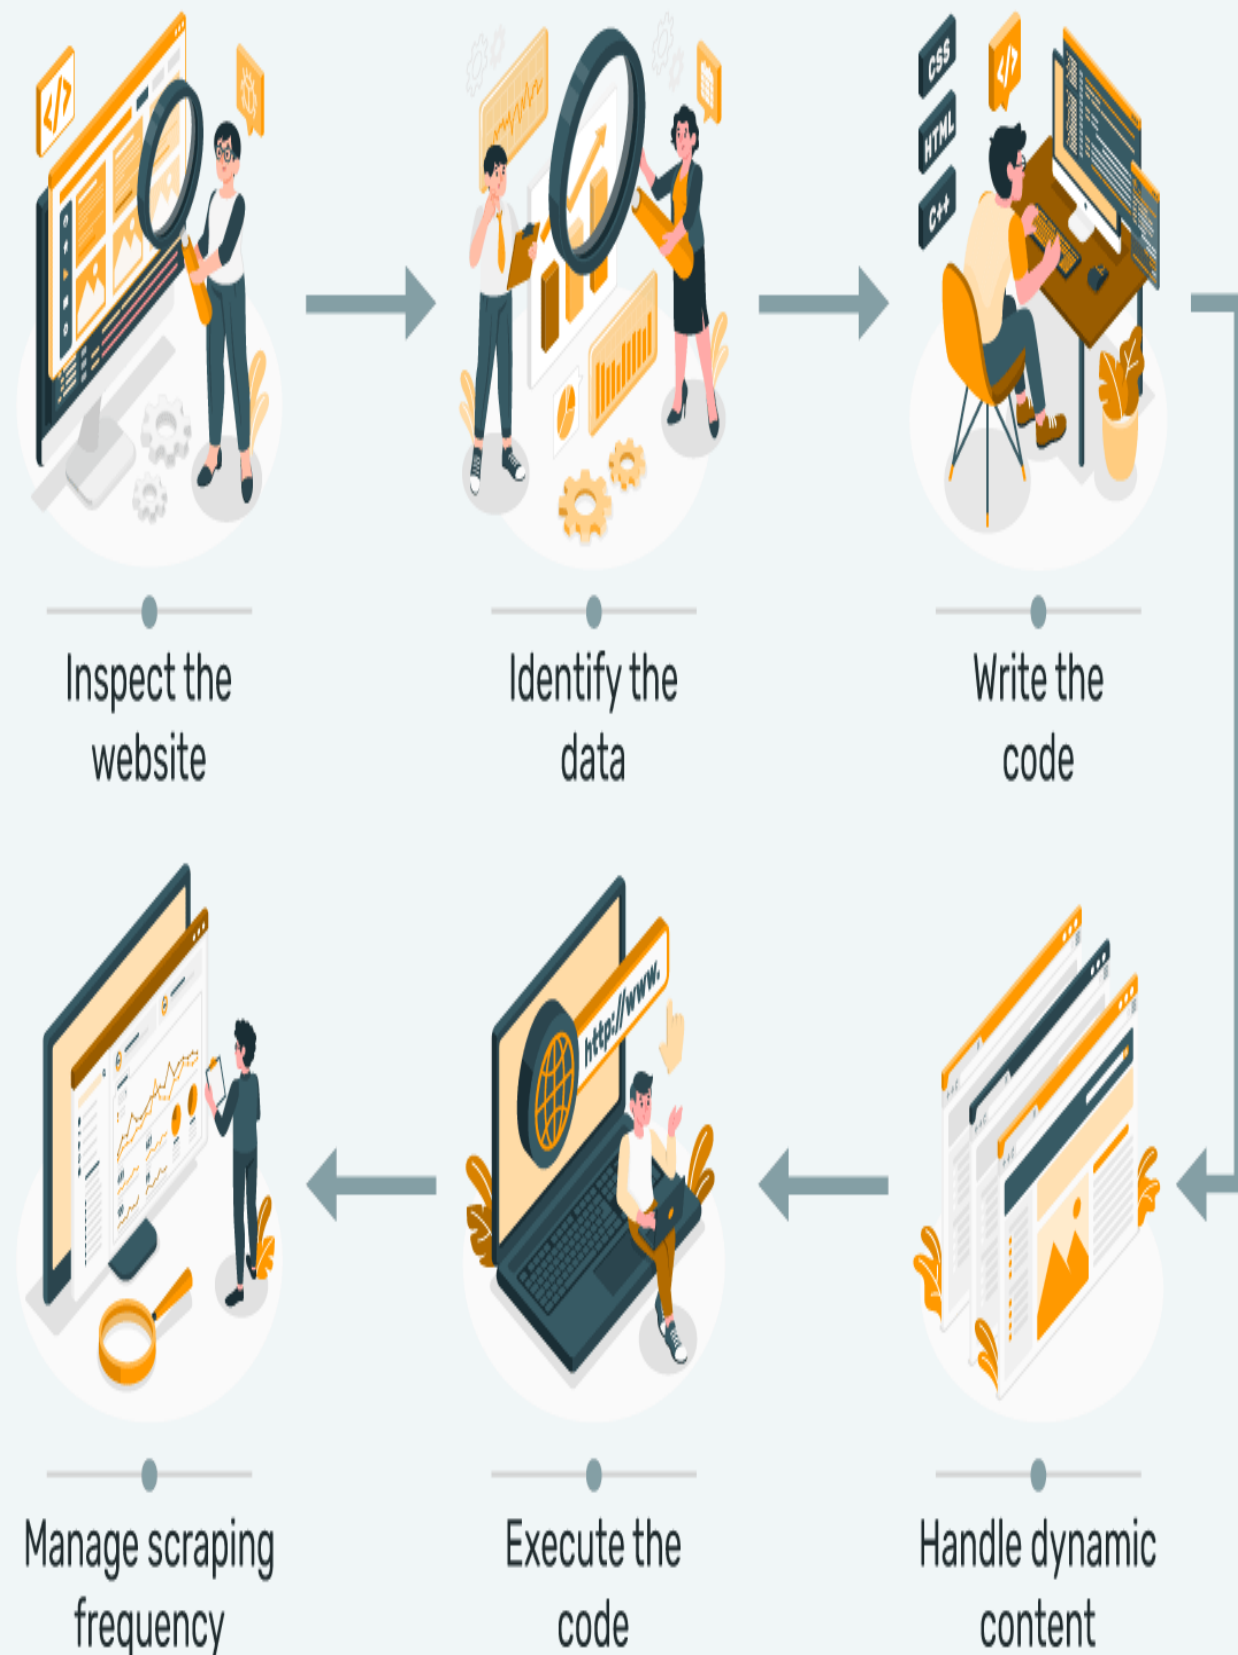 CSS
HTML
C++
</>
</>
Inspect the
website
Identify the
data
Write the
code
http://www.
Manage scraping
frequency
Execute the
code
Handle dynamic
content